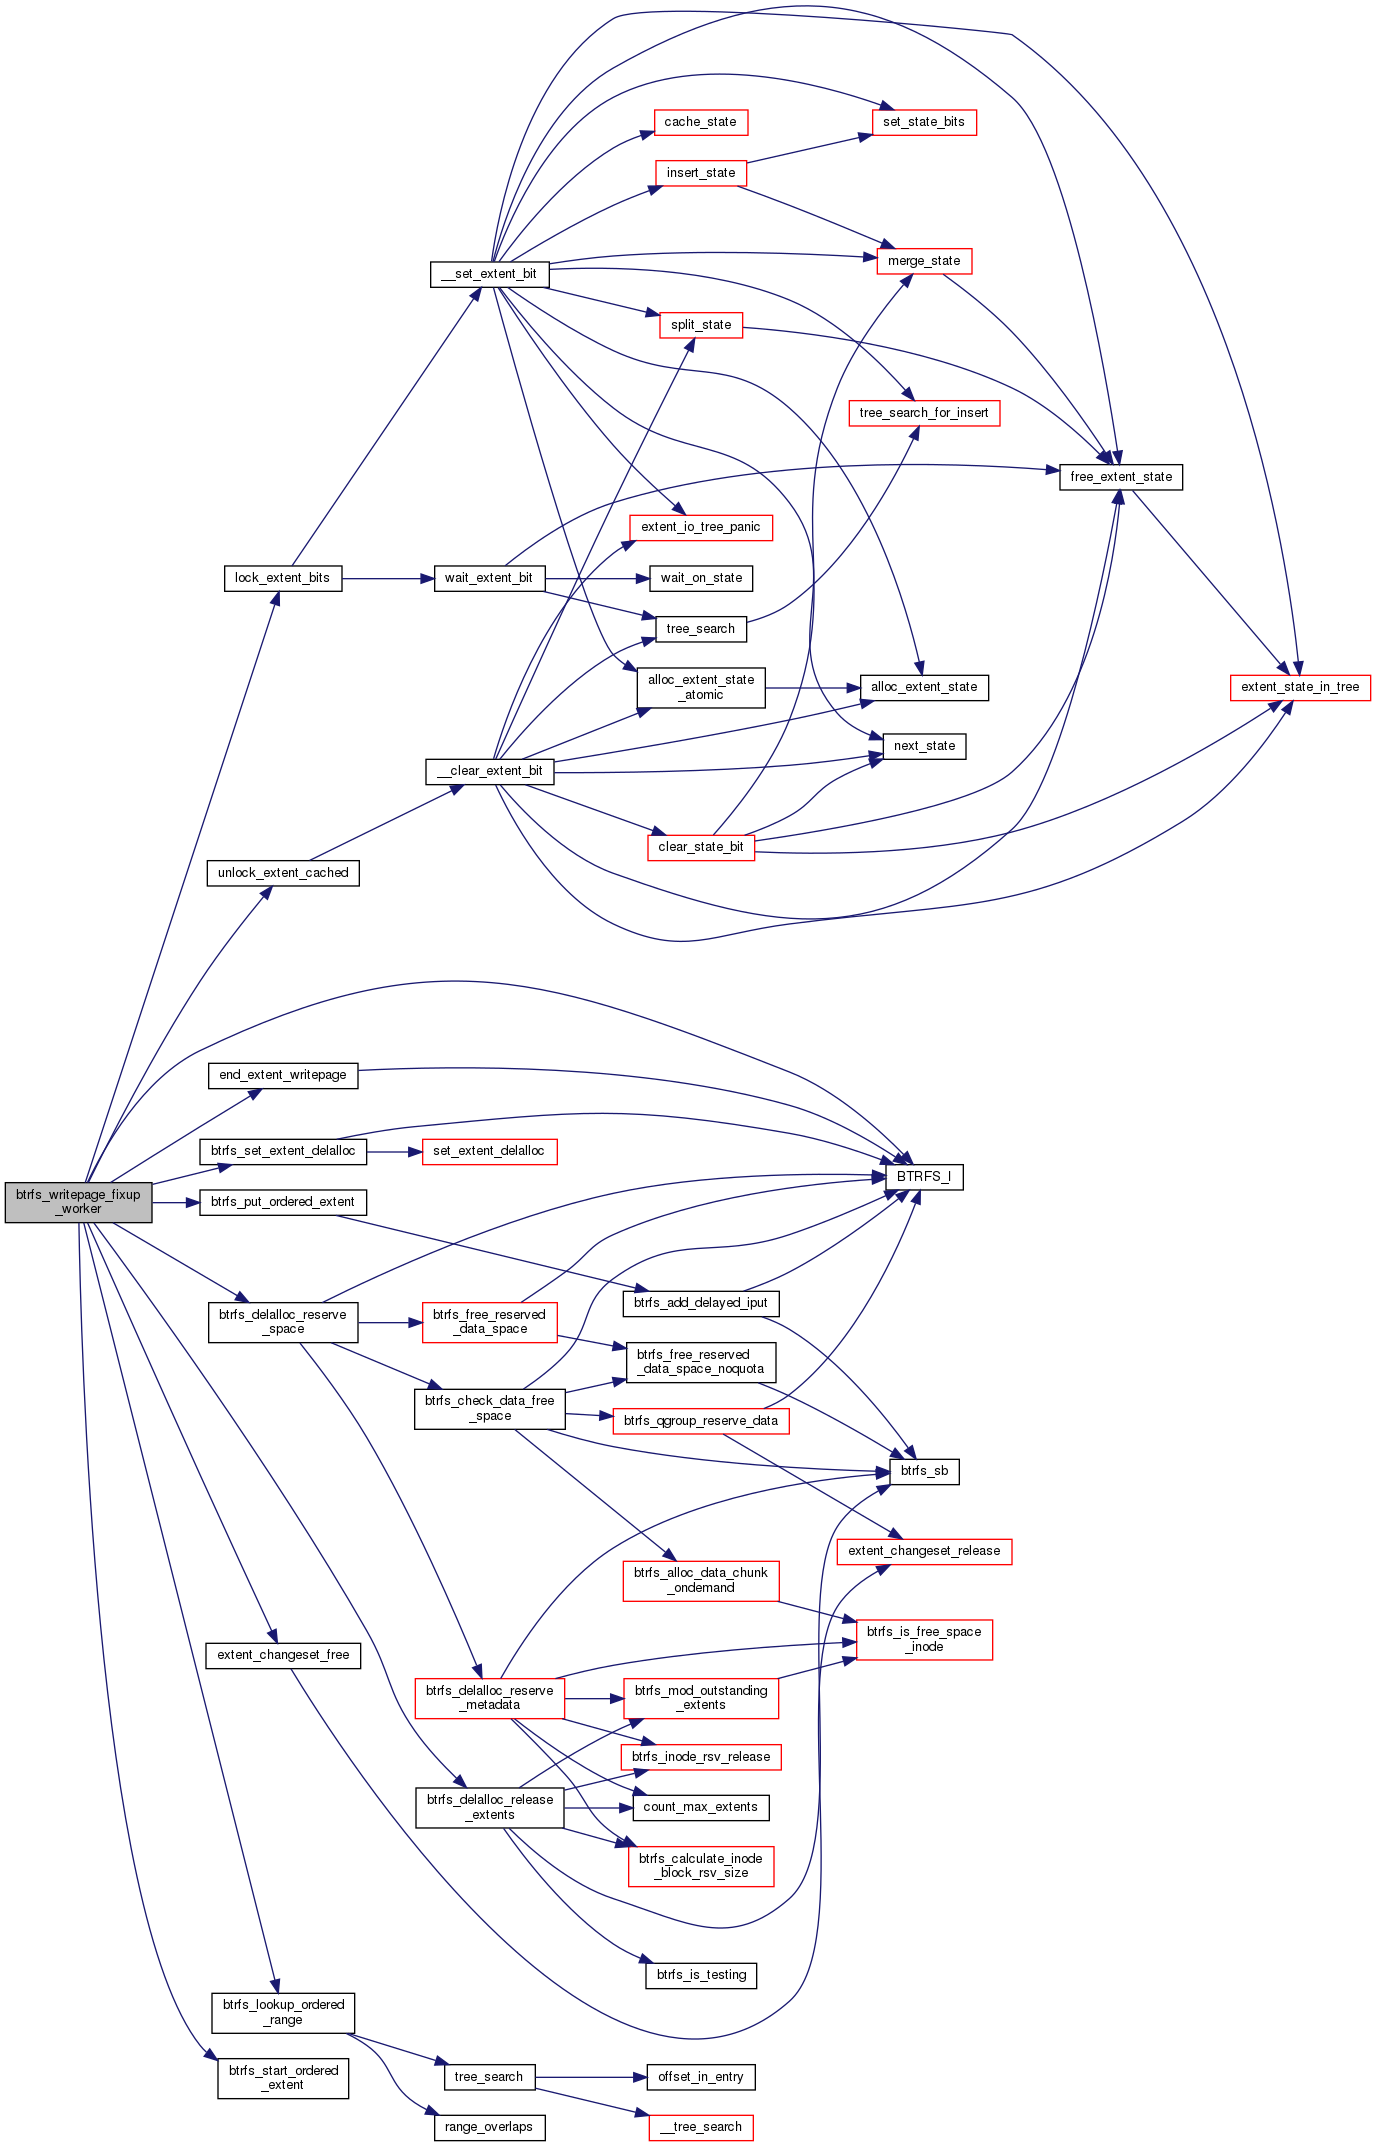 cache_state
set_state_bits
insert_state
merge_state
__set_extent_bit
split_state
tree_search_for_insert
free_extent_state
extent_io_tree_panic
lock_extent_bits
wait_extent_bit
wait_on_state
tree_search
alloc_extent_state
_atomic
alloc_extent_state
extent_state_in_tree
next_state
__clear_extent_bit
clear_state_bit
unlock_extent_cached
end_extent_writepage
btrfs_set_extent_delalloc
set_extent_delalloc
BTRFS_I
btrfs_writepage_fixup
_worker
btrfs_put_ordered_extent
btrfs_add_delayed_iput
btrfs_delalloc_reserve
_space
btrfs_free_reserved
_data_space
btrfs_free_reserved
_data_space_noquota
btrfs_check_data_free
_space
btrfs_qgroup_reserve_data
btrfs_sb
extent_changeset_release
btrfs_alloc_data_chunk
_ondemand
btrfs_is_free_space
_inode
extent_changeset_free
btrfs_delalloc_reserve
_metadata
btrfs_mod_outstanding
_extents
btrfs_inode_rsv_release
btrfs_delalloc_release
_extents
count_max_extents
btrfs_calculate_inode
_block_rsv_size
btrfs_is_testing
btrfs_lookup_ordered
_range
btrfs_start_ordered
_extent
tree_search
offset_in_entry
range_overlaps
__tree_search